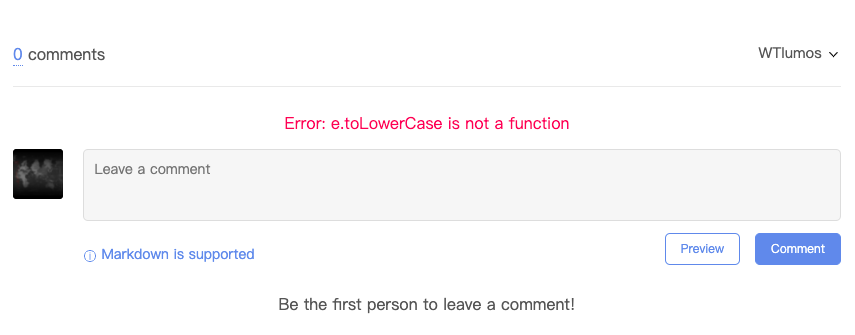 0 comments
WTlumos
Error: e.toLowerCase is not a function
Leave a comment
Markdown is supported
Preview
Comment
Be the first person to leave a comment!